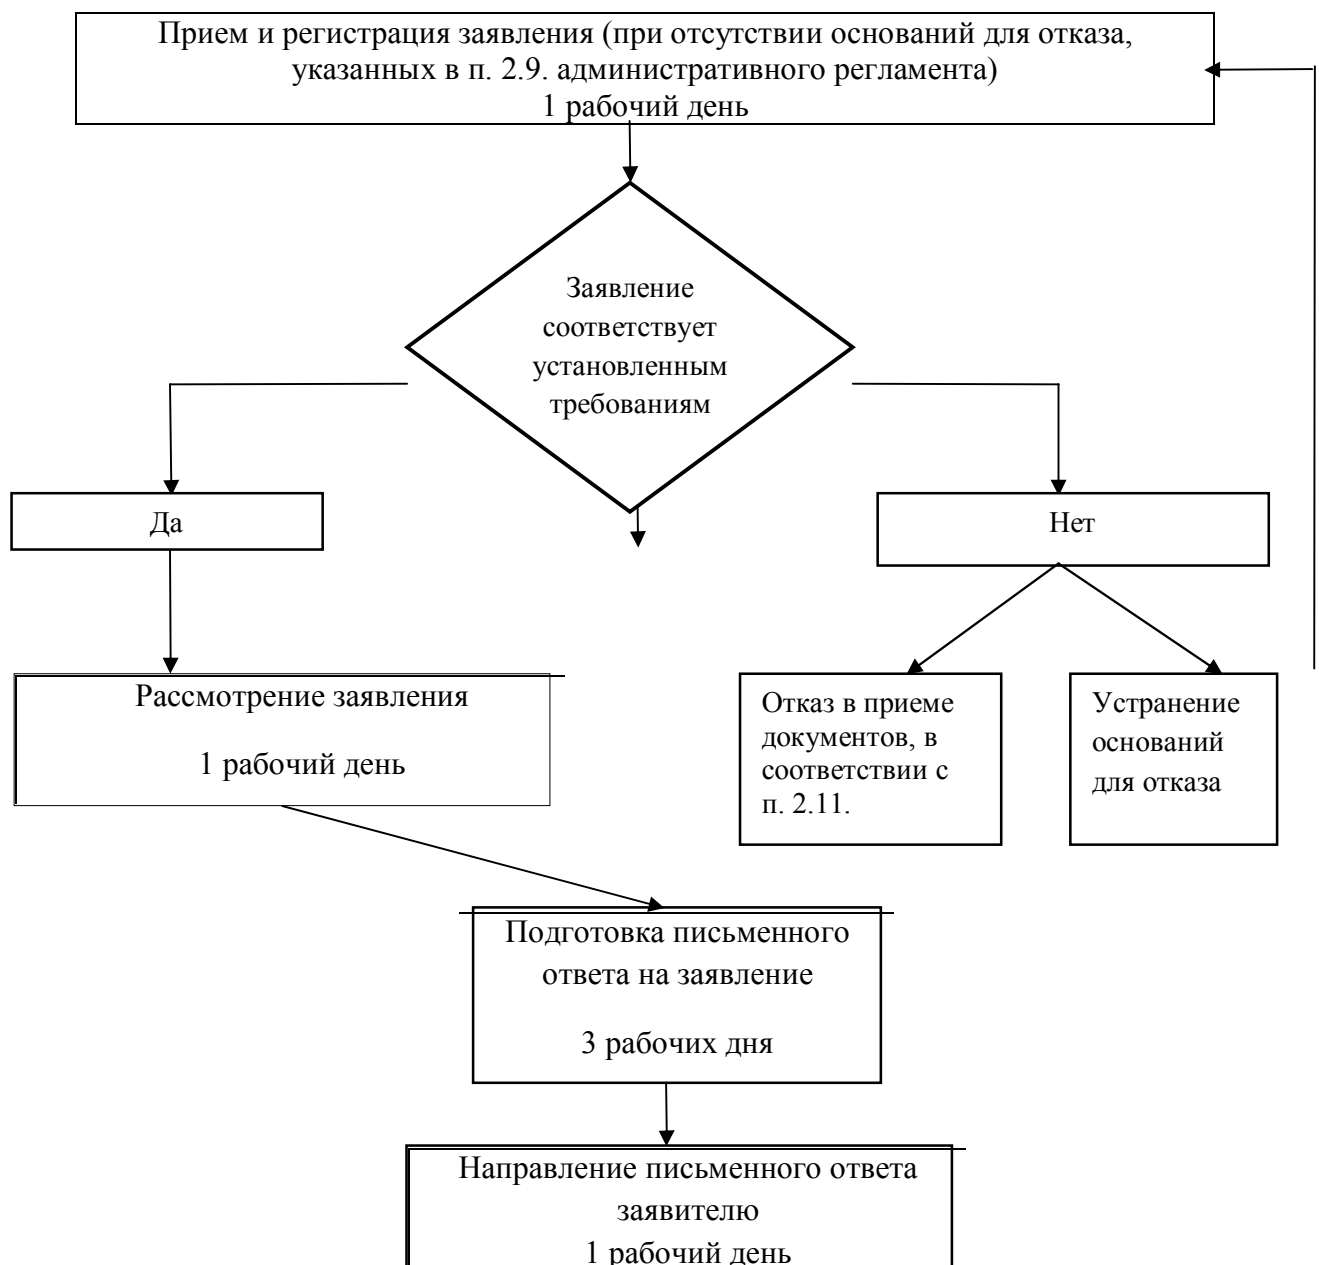 Прием и регистрация заявления (при отсутствии оснований для отказа,
указанных в п. 2.9. административного регламента)
1 рабочий день
Заявление
соответствует
установленным
требованиям
Да
Нет
Рассмотрение заявления
1 рабочий день
Отказ в приеме
документов, в
соответствии с
п. 2.11.
Устранение
оснований
для отказа
Подготовка письменного
ответа на заявление
3 рабочих дня
Направление письменного ответа
заявителю
1 рабочий день